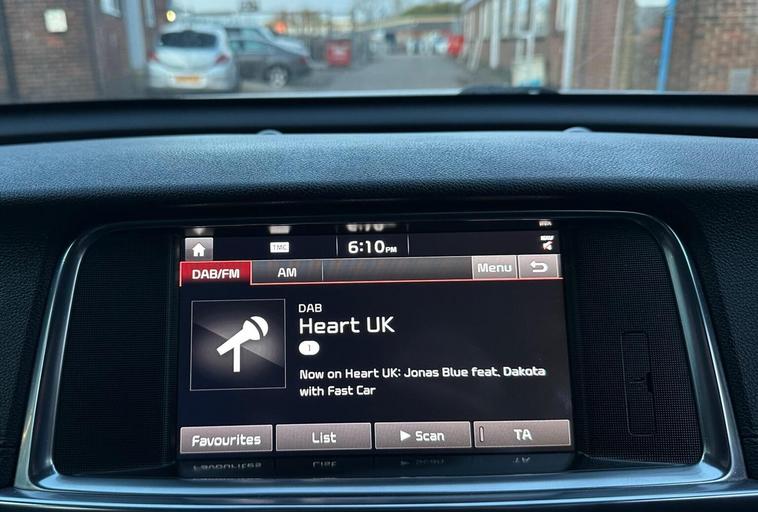 TMC 6:10PM
DAB/FM AM Menu
DAB
Heart UK
1
Now on Heart UK: Jonas Blue feat. Dakota
with Fast Car
Favourites List Scan TA